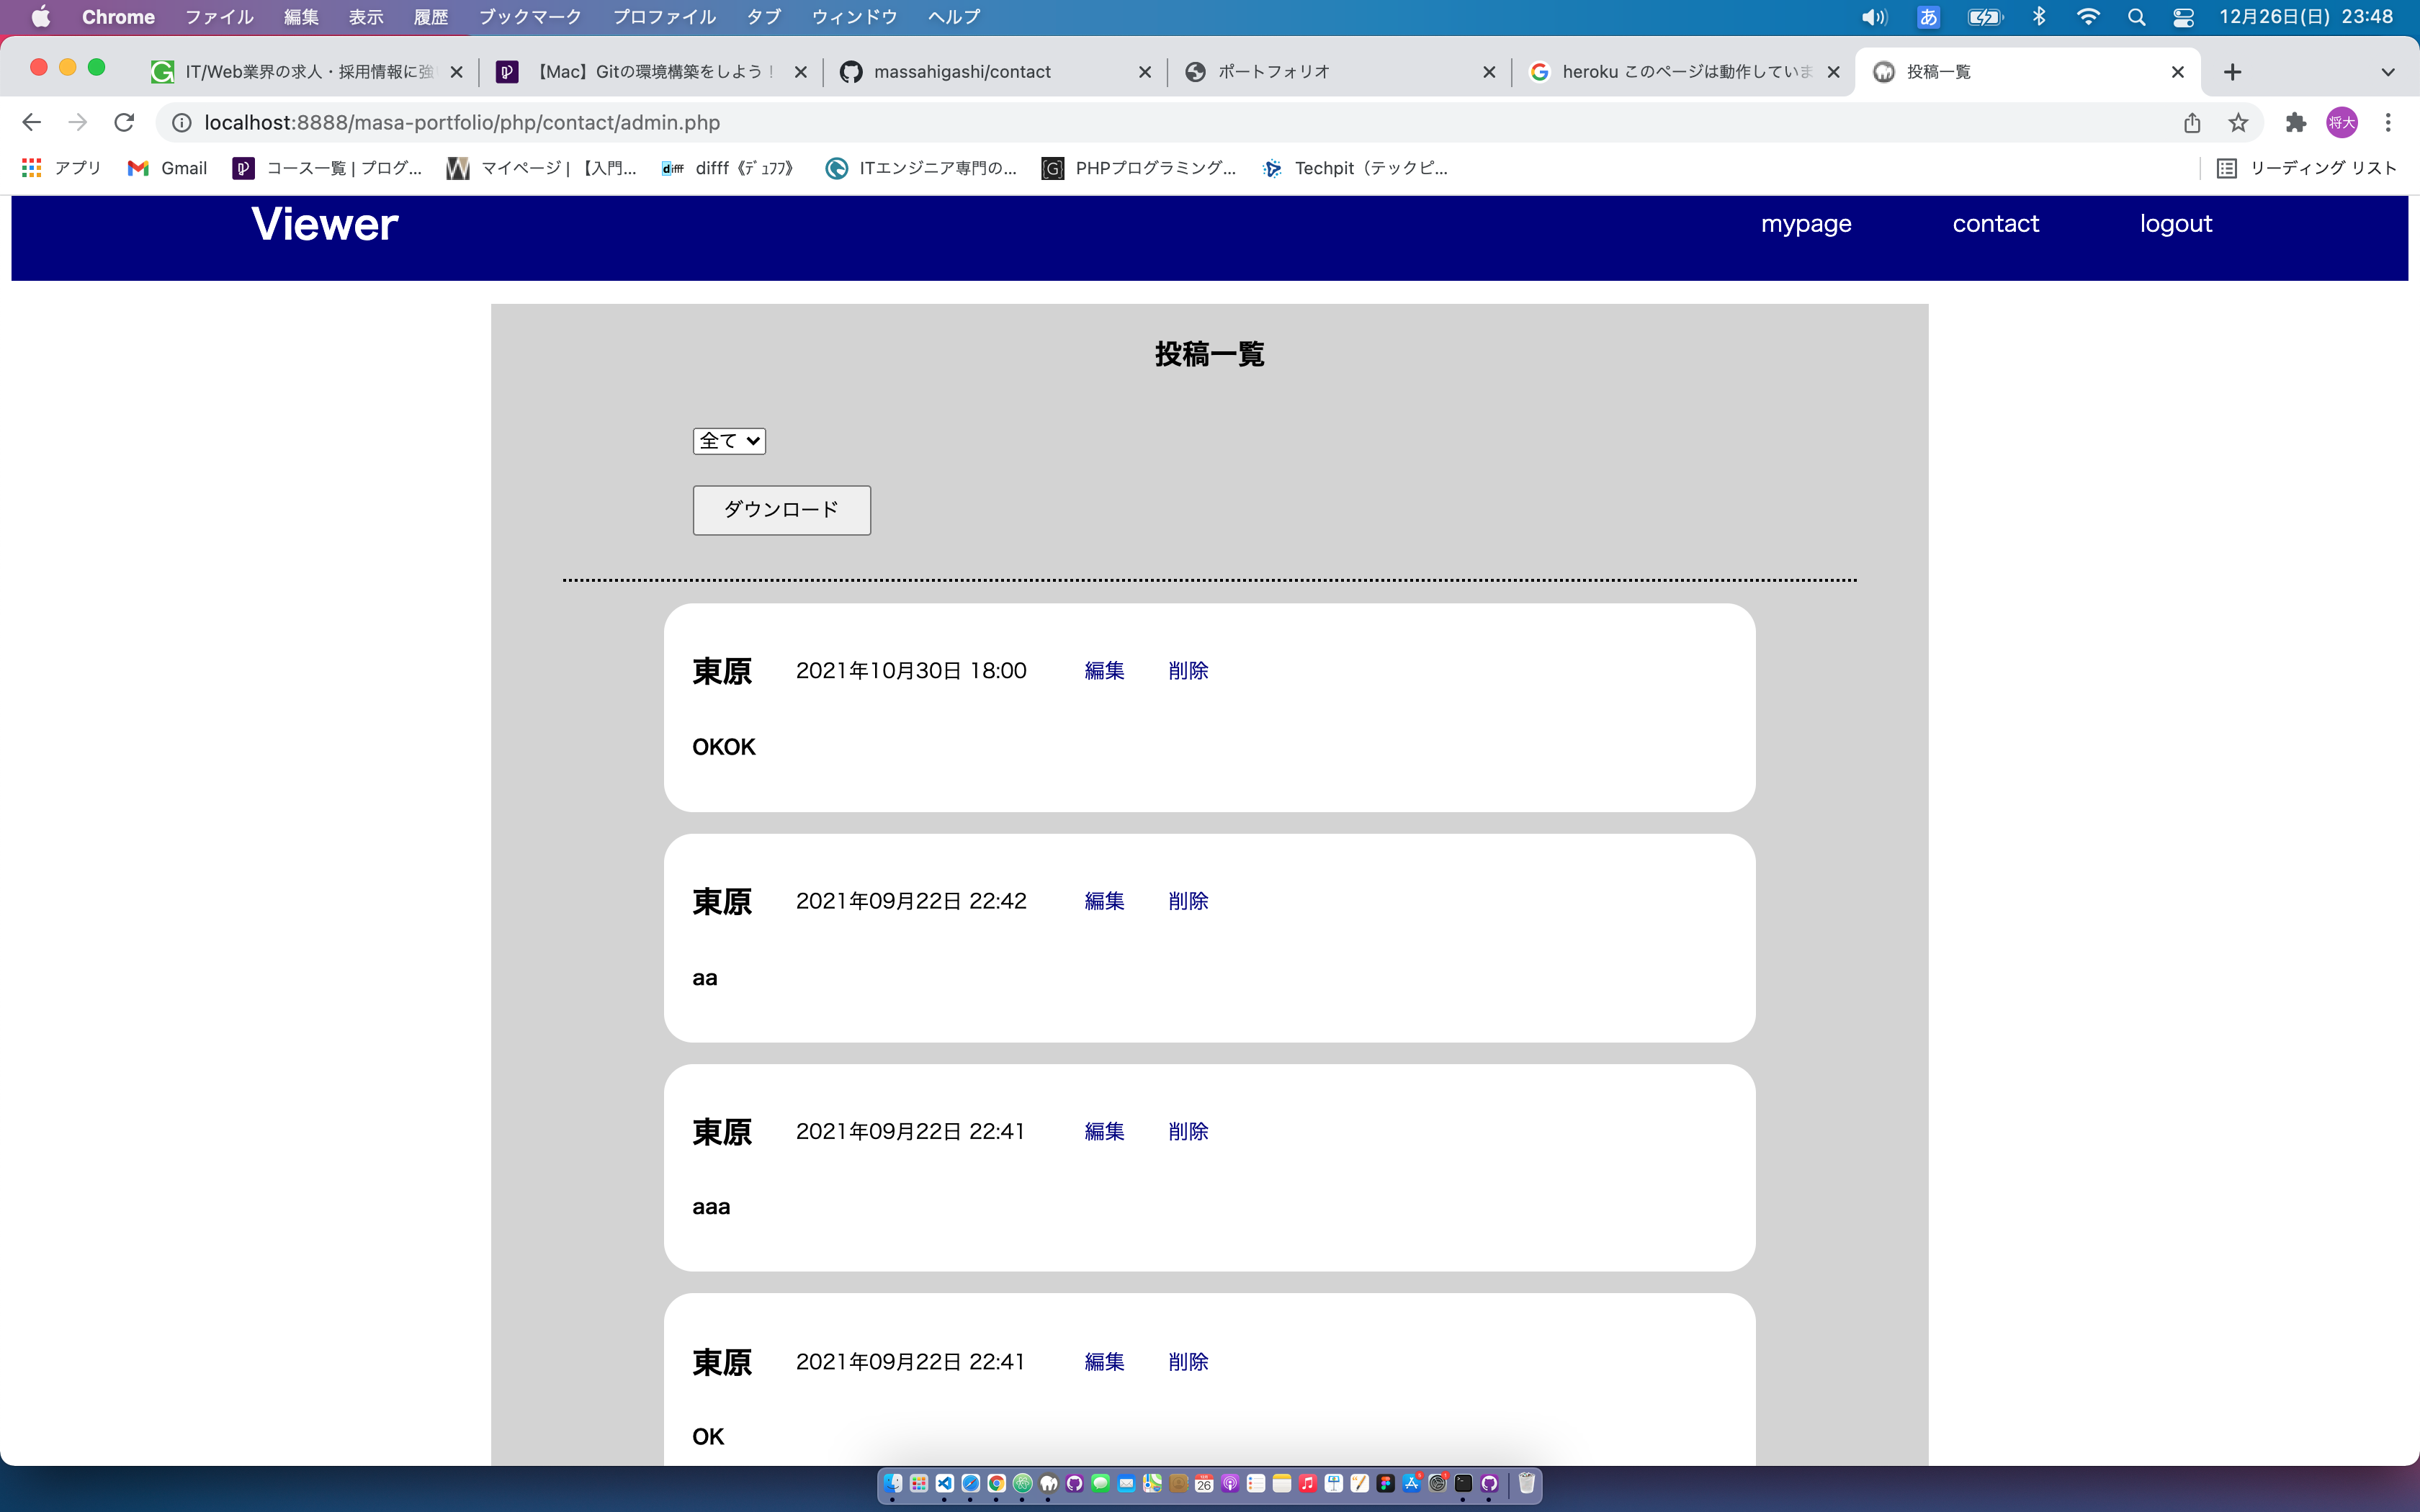 Chrome ファイル 編集 表示 履歴 ブックマーク プロファイル タブ ウィンドウ ヘルプ あ 12月26日(日) 23:48
IT/Web業界の求人・採用情報に強 【Mac】Gitの環境構築をしよう! massahigashi/contact ポートフォリオ heroku このページは動作していま 投稿一覧
localhost:8888/masa-portfolio/php/contact/admin.php 将大
アプリ Gmail コース一覧 | プログ... マイページ | 【入門... difff difff《ﾃﾞｭﾌﾌ》 ITエンジニア専門の... PHPプログラミング... Techpit（テックピ... リーディング リスト
Viewer mypage contact logout
投稿一覧
全て
ダウンロード
東原 2021年10月30日 18:00 編集 削除
OKOK
東原 2021年09月22日 22:42 編集 削除
aa
東原 2021年09月22日 22:41 編集 削除
aaa
東原 2021年09月22日 22:41 編集 削除
OK
26